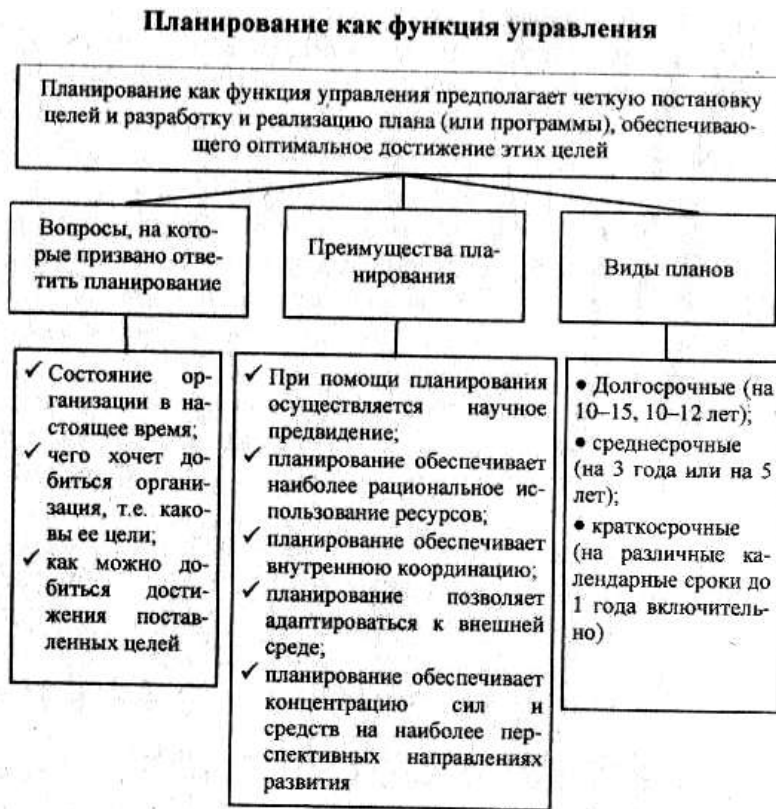 Планирование как функция управления
Планирование как функция управления предполагает четкую постановку
целей и разработку и реализацию плана (или программы), обеспечиваю-
щего оптимальное достижение этих целей
Вопросы, на кото-
рые призвано отве-
тить планирование
Преимущества пла-
нирования
Виды планов
✓ Состояние ор-
ганизации в на-
стоящее время;
✓ чего хочет до-
биться органи-
зация, т.е. како-
вы ее цели;
✓ как можно до-
биться дости-
жения постав-
ленных целей
✓ При помощи планирования
осуществляется научное
предвидение;
✓ планирование обеспечивает
наиболее рациональное ис-
пользование ресурсов;
✓ планирование обеспечивает
внутреннюю координацию;
✓ планирование позволяет
адаптироваться к внешней
среде;
✓ планирование обеспечивает
концентрацию сил и
средств на наиболее пер-
спективных направлениях
развития
• Долгосрочные (на
10–15, 10–12 лет);
• среднесрочные
(на 3 года или на 5
лет);
• краткосрочные
(на различные ка-
лендарные сроки до
1 года включитель-
но)